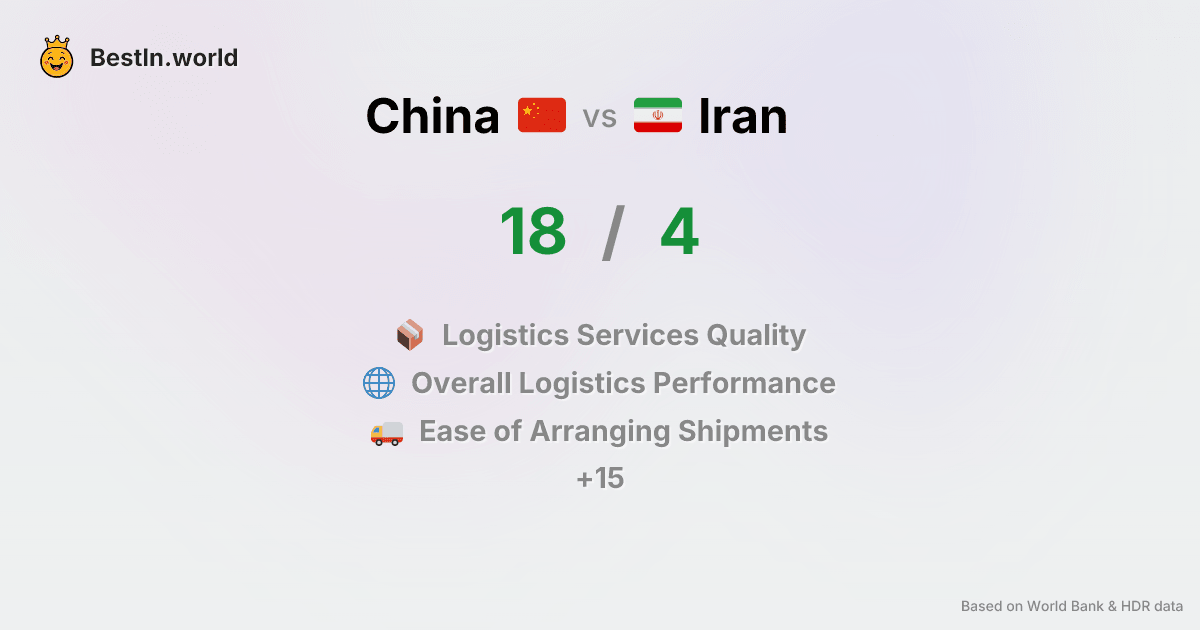 BestIn.world
China vs Iran
18 / 4
Logistics Services Quality
Overall Logistics Performance
Ease of Arranging Shipments
+15
Based on World Bank & HDR data